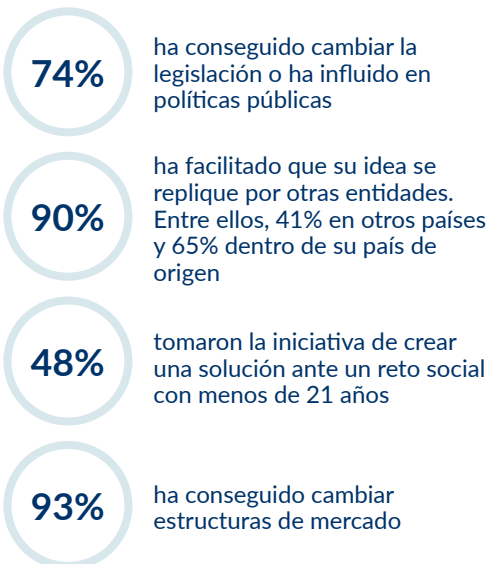 74%
ha conseguido cambiar la
legislación o ha influido en
políticas públicas
90%
ha facilitado que su idea se
replique por otras entidades.
Entre ellos, 41% en otros países
y 65% dentro de su país de
origen
48%
tomaron la iniciativa de crear
una solución ante un reto social
con menos de 21 años
93%
ha conseguido cambiar
estructuras de mercado